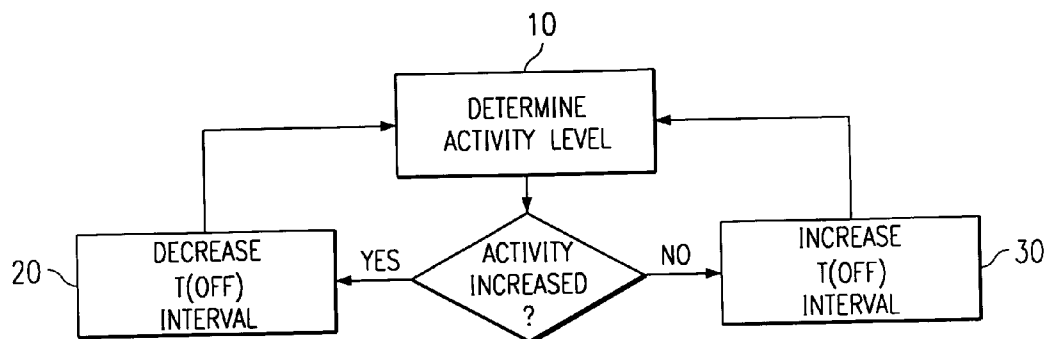 10
DETERMINE
ACTIVITY LEVEL
20
DECREASE
T(OFF)
INTERVAL
YES
ACTIVITY
INCREASED
?
NO
INCREASE
T(OFF)
INTERVAL
30